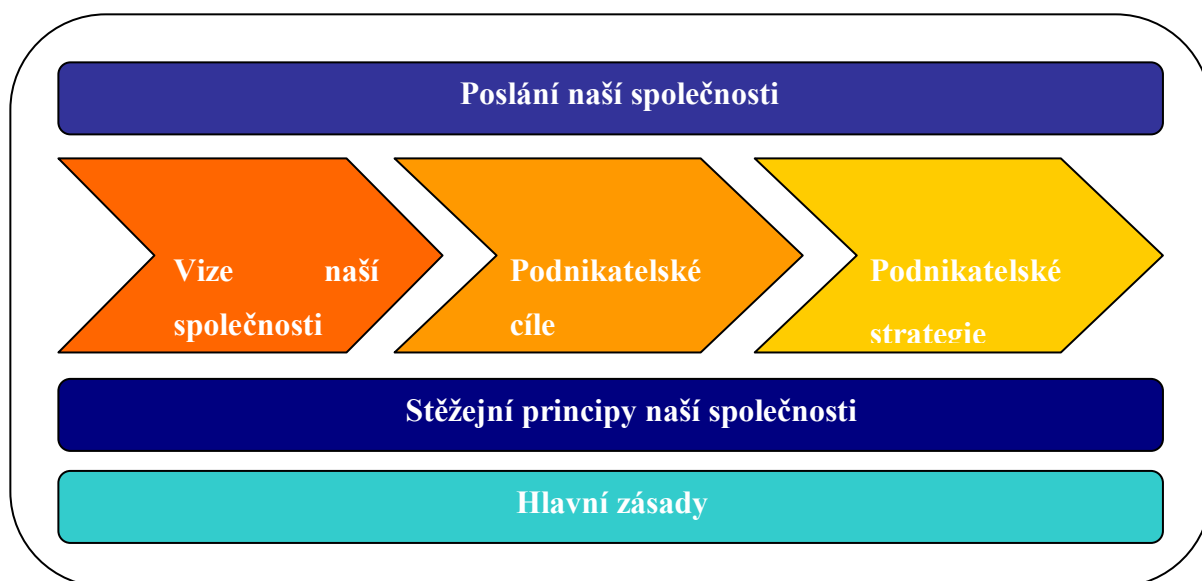 Poslání naší společnosti
Vize naší
společnosti
Podnikatelské
cíle
Podnikatelské
strategie
Stěžejní principy naší společnosti
Hlavní zásady